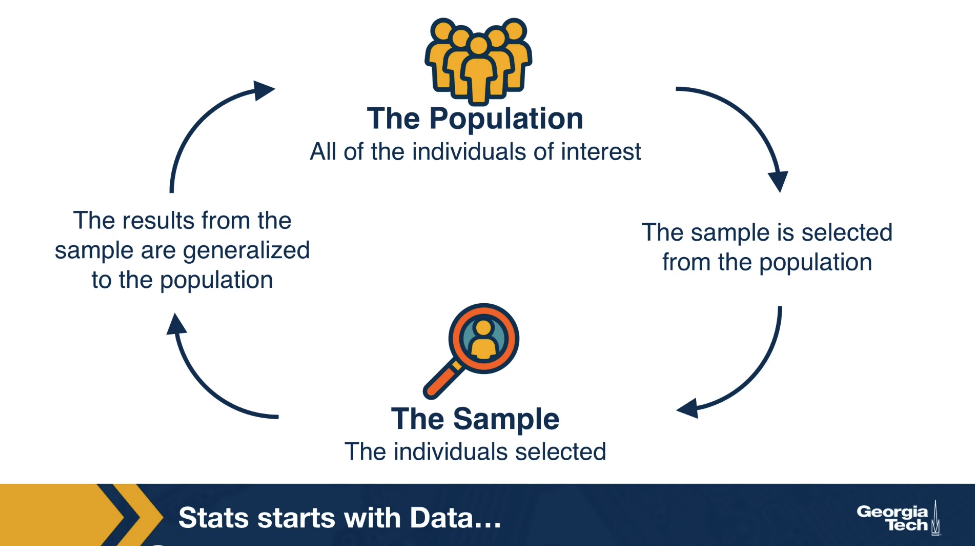 The Population
All of the individuals of interest
The results from the
sample are generalized
to the population
The sample is selected
from the population
The Sample
The individuals selected
Stats starts with Data...
Georgia
Tech